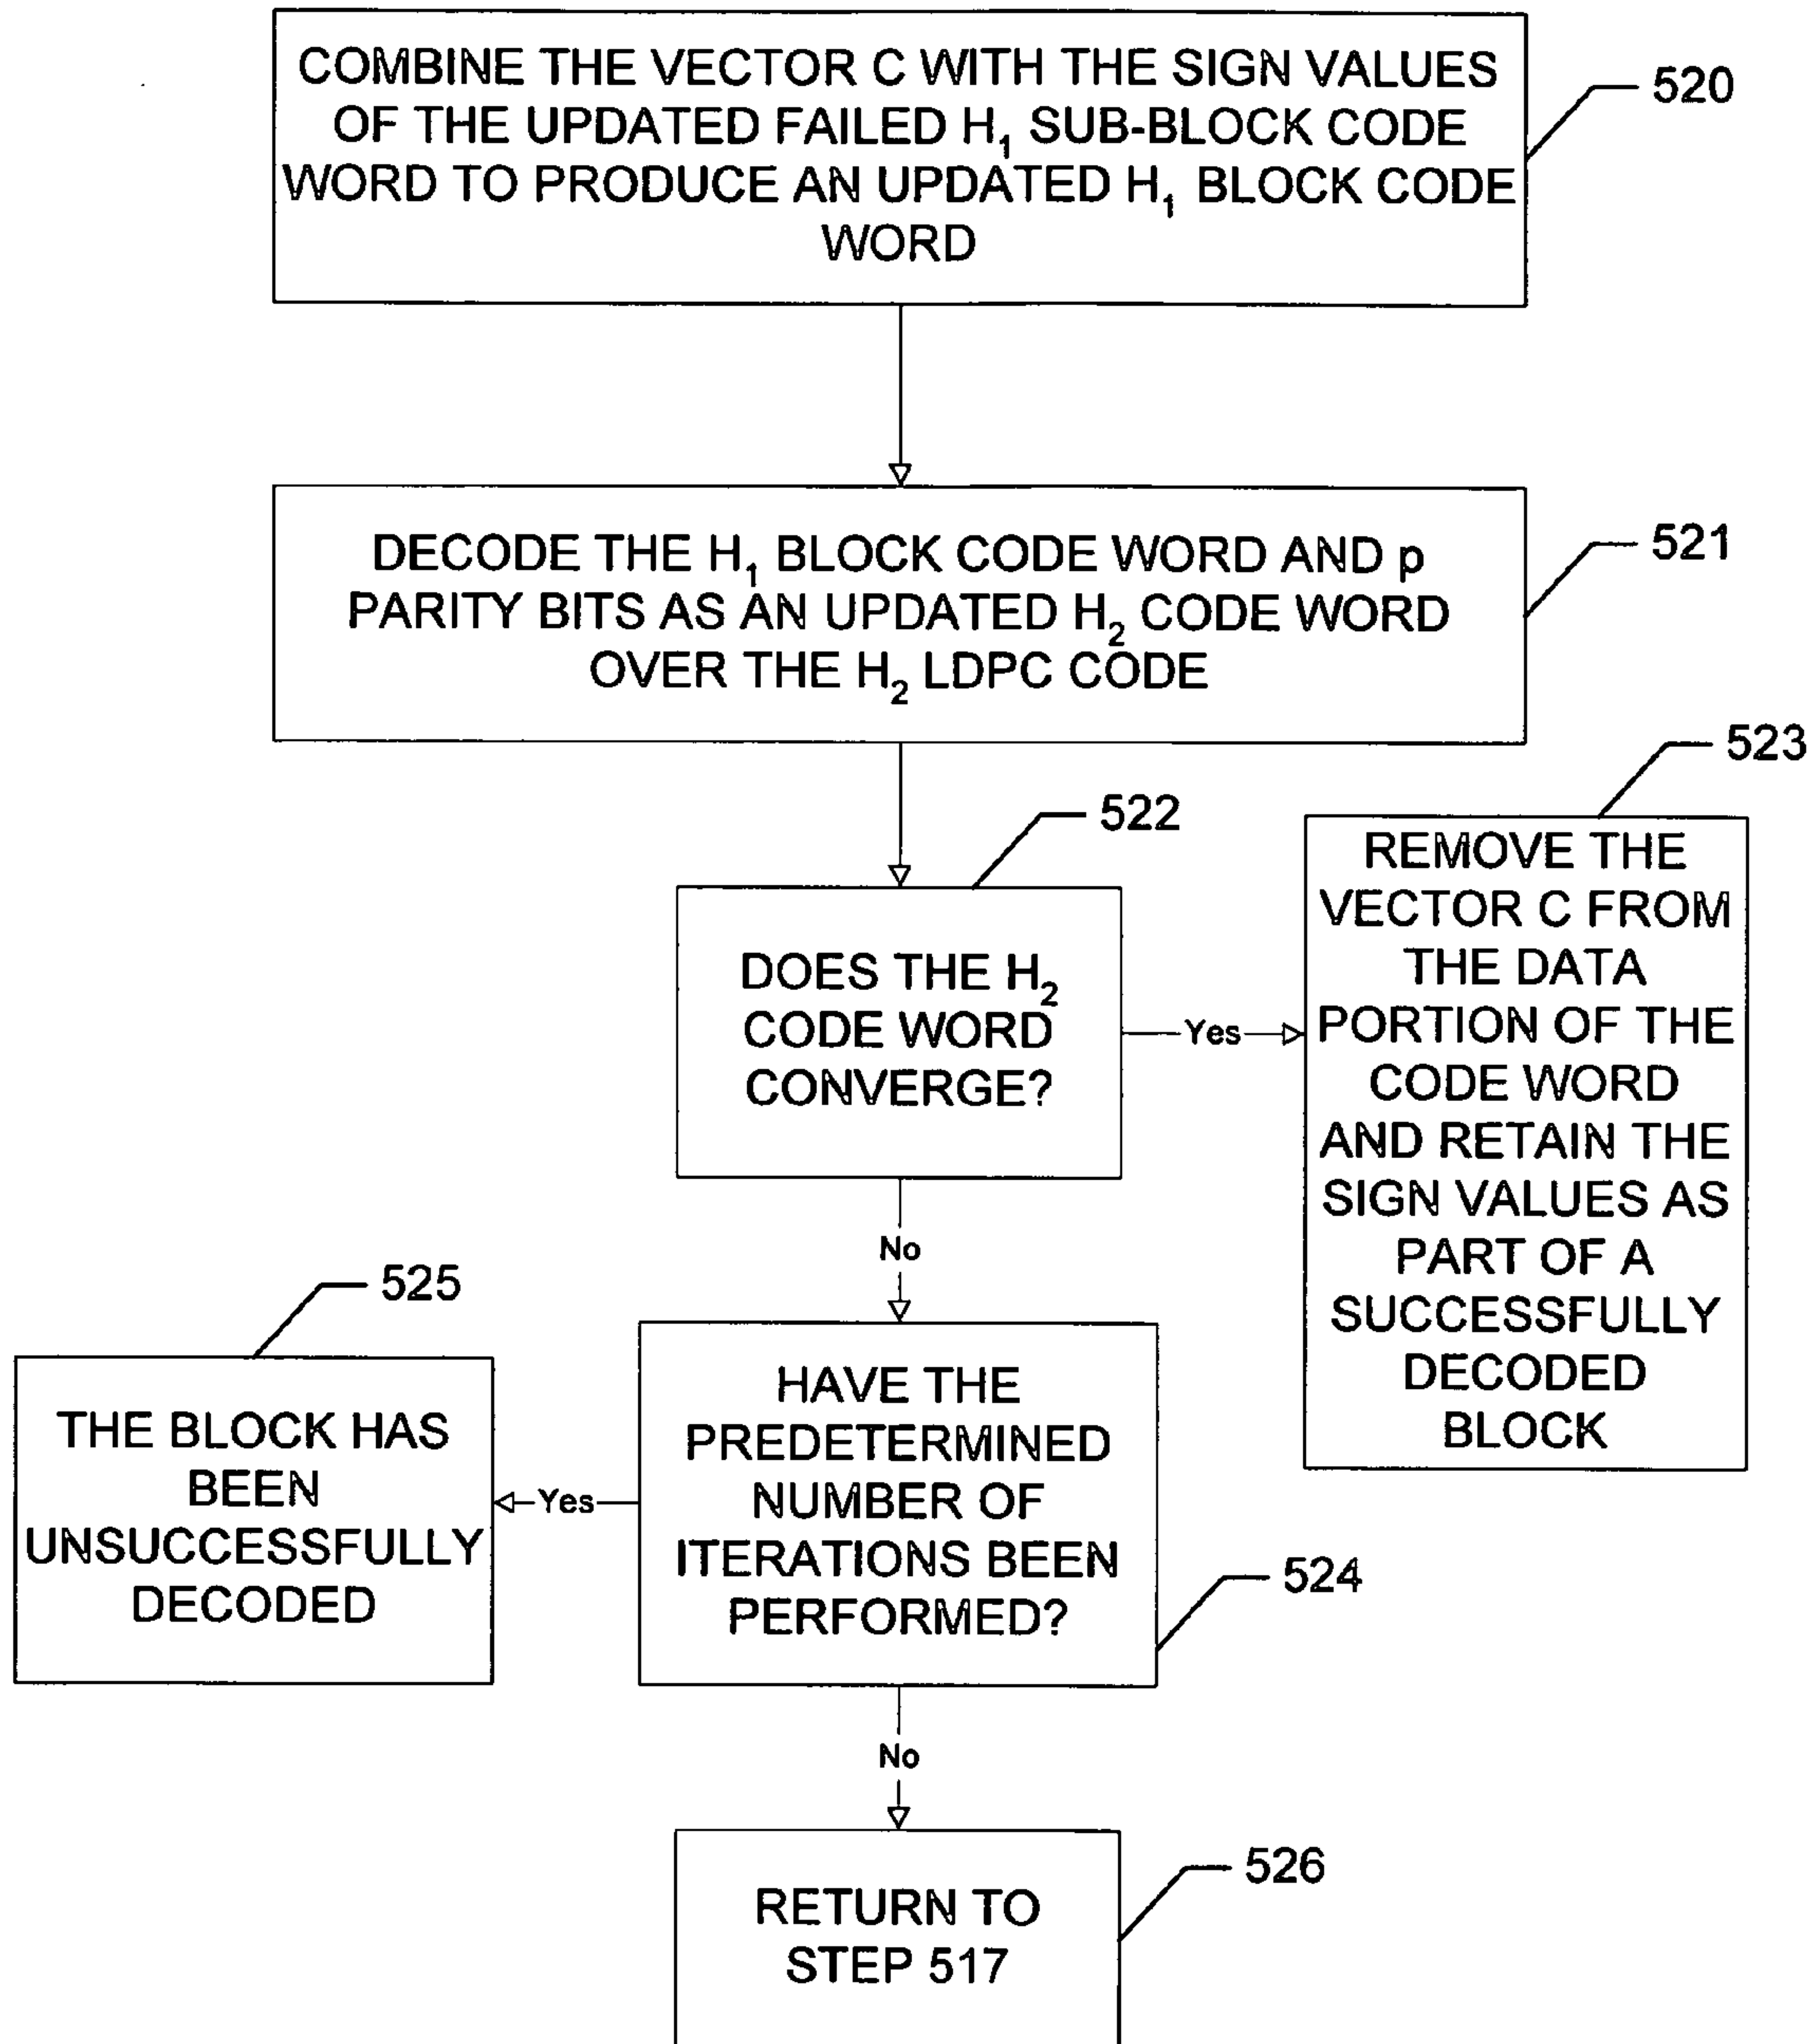 COMBINE THE VECTOR C WITH THE SIGN VALUES
OF THE UPDATED FAILED H₁ SUB-BLOCK CODE
WORD TO PRODUCE AN UPDATED H₁ BLOCK CODE
WORD
520
DECODE THE H₁ BLOCK CODE WORD AND p
PARITY BITS AS AN UPDATED H₂ CODE WORD
OVER THE H₂ LDPC CODE
521
522
DOES THE H₂
CODE WORD
CONVERGE?
Yes
523
REMOVE THE
VECTOR C FROM
THE DATA
PORTION OF THE
CODE WORD
AND RETAIN THE
SIGN VALUES AS
PART OF A
SUCCESSFULLY
DECODED
BLOCK
No
HAVE THE
PREDETERMINED
NUMBER OF
ITERATIONS BEEN
PERFORMED?
524
Yes
525
THE BLOCK HAS
BEEN
UNSUCCESSFULLY
DECODED
No
RETURN TO
STEP 517
526